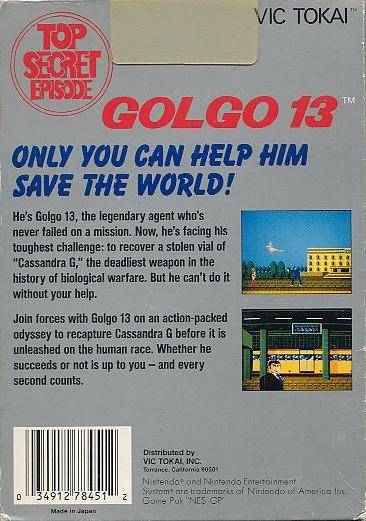 TOP
SECRET
EPISODE
VIC TOKAI™
GOLGO 13™
ONLY YOU CAN HELP HIM
SAVE THE WORLD!
He's Golgo 13, the legendary agent who's
never failed on a mission. Now, he's facing his
toughest challenge: to recover a stolen vial of
"Cassandra G," the deadliest weapon in the
history of biological warfare. But he can't do it
without your help.
Join forces with Golgo 13 on an action-packed
odyssey to recapture Cassandra G before it is
unleashed on the human race. Whether he
succeeds or not is up to you – and every
second counts.
Distributed by
VIC TOKAI, INC.
Torrance, California 90501
Nintendo® and Nintendo Entertainment
System® are trademarks of Nintendo of America Inc.
Game Pak "NES-GP"
0 34912 78451 2
Made in Japan